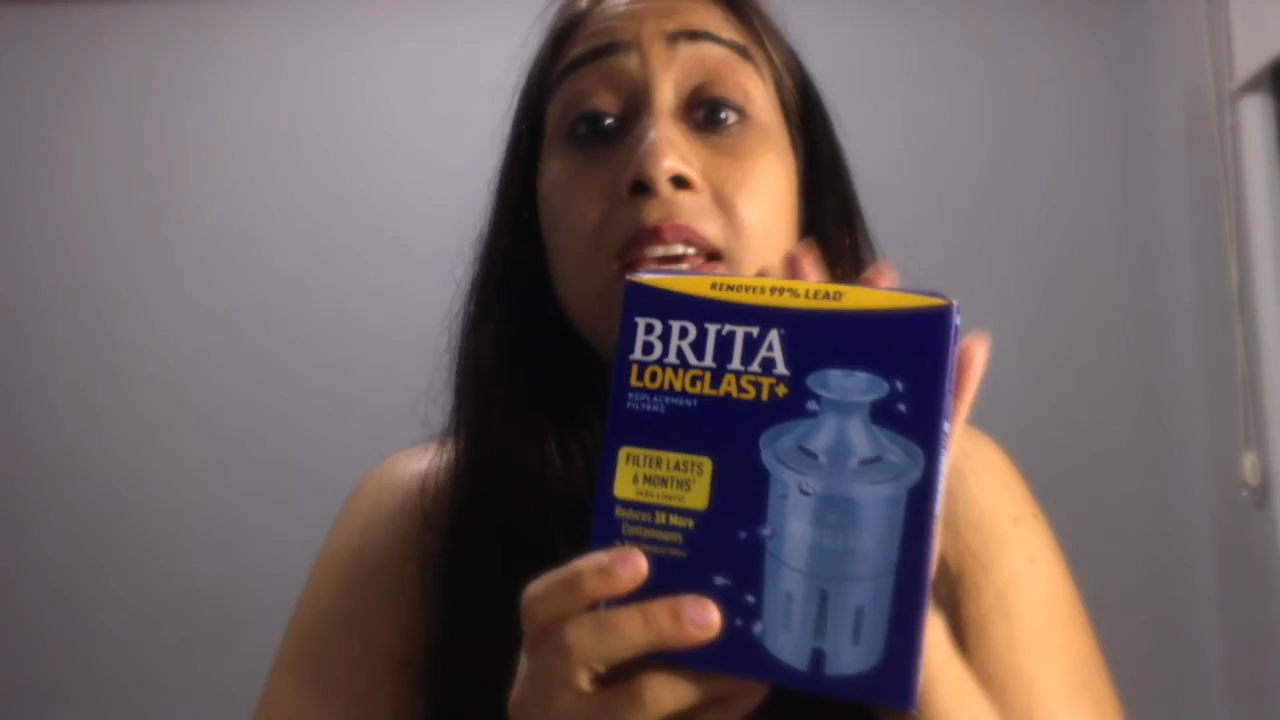 REMOVES 99% LEAD*
BRITA
LONGLAST+
REPLACEMENT
FILTERS
FILTER LASTS
6 MONTHS*
Reduces 3X More
Contaminants